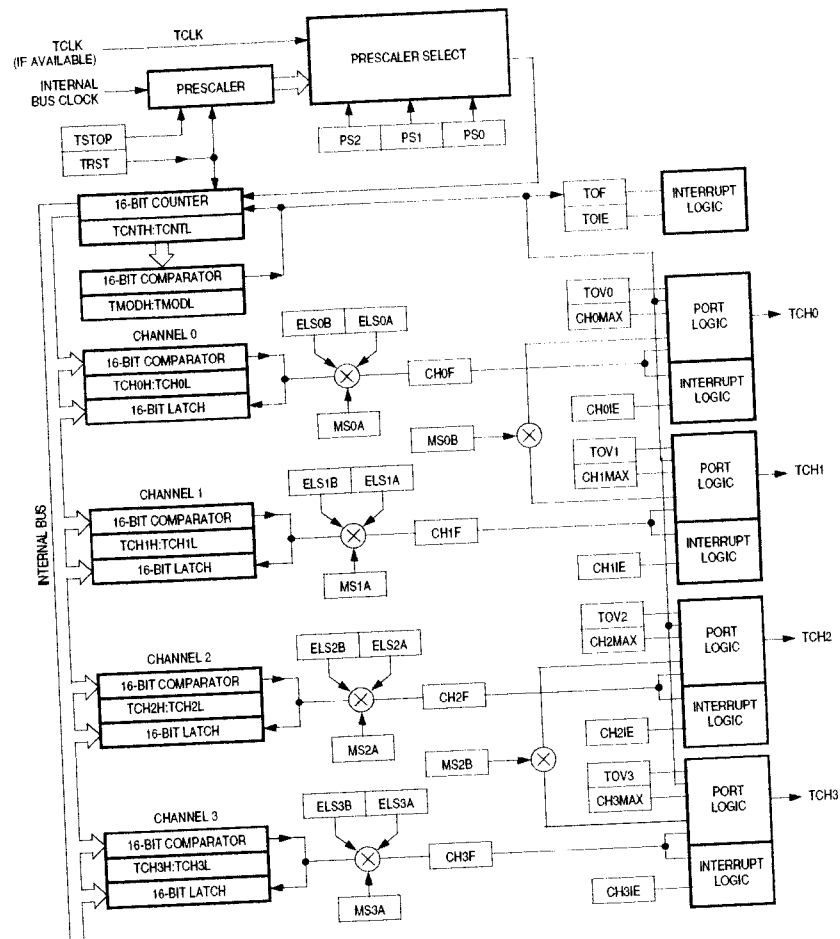 TCLK
(IF AVAILABLE)
TCLK
INTERNAL
BUS CLOCK
PRESCALER
PRESCALER SELECT
TSTOP
TRST
PS2
PS1
PS0
16-BIT COUNTER
TCNTH:TCNTL
16-BIT COMPARATOR
TMODH:TMODL
TOF
TOIE
INTERRUPT
LOGIC
INTERNAL BUS
CHANNEL 0
16-BIT COMPARATOR
TCH0H:TCH0L
16-BIT LATCH
ELS0B
ELS0A
MS0A
CH0F
MS0B
TOV0
CH0MAX
CH0IE
PORT
LOGIC
INTERRUPT
LOGIC
TCH0
CHANNEL 1
16-BIT COMPARATOR
TCH1H:TCH1L
16-BIT LATCH
ELS1B
ELS1A
MS1A
CH1F
TOV1
CH1MAX
CH1IE
PORT
LOGIC
INTERRUPT
LOGIC
TCH1
CHANNEL 2
16-BIT COMPARATOR
TCH2H:TCH2L
16-BIT LATCH
ELS2B
ELS2A
MS2A
CH2F
MS2B
TOV2
CH2MAX
CH2IE
PORT
LOGIC
INTERRUPT
LOGIC
TCH2
CHANNEL 3
16-BIT COMPARATOR
TCH3H:TCH3L
16-BIT LATCH
ELS3B
ELS3A
MS3A
CH3F
TOV3
CH3MAX
CH3IE
PORT
LOGIC
INTERRUPT
LOGIC
TCH3